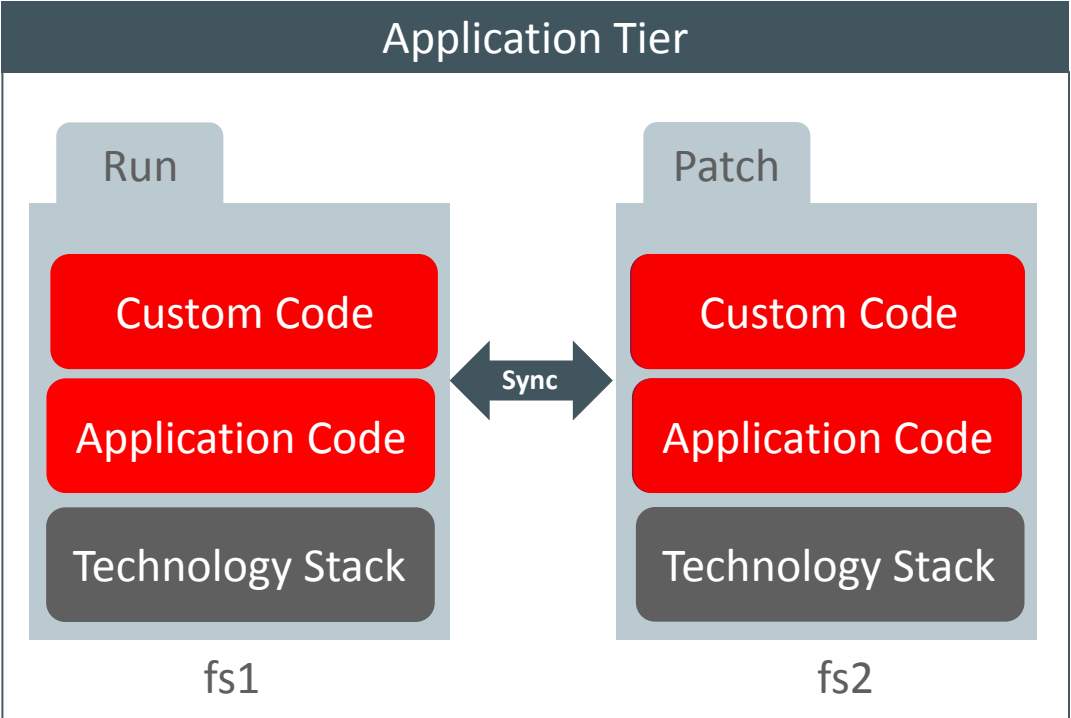 Application Tier
Run
Patch
Custom Code
Custom Code
Sync
Application Code
Application Code
Technology Stack
Technology Stack
fs1
fs2